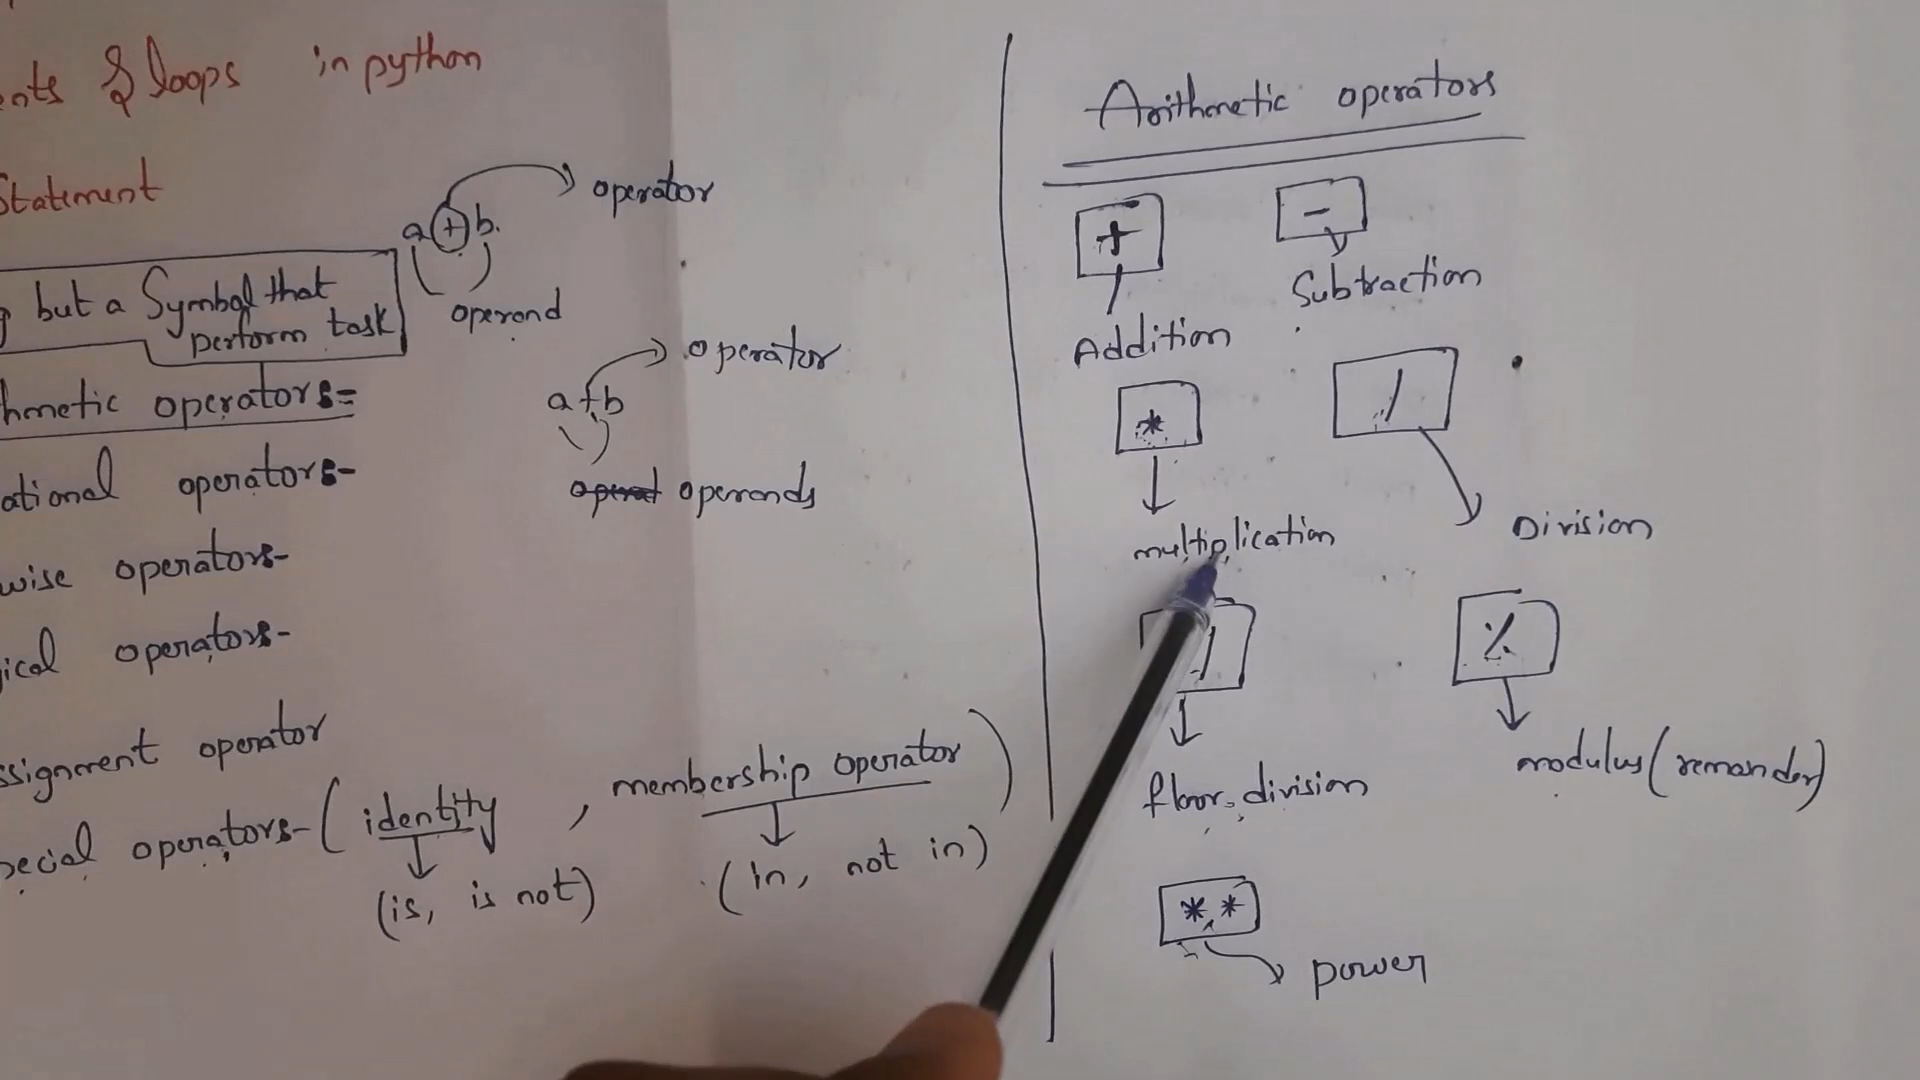 ents & loops in python
Statement
a + b.
operator
operand
but a Symbol that
perform task
hmetic operators=
ational operators-
wise operators-
ical operators-
ssignment operator
pecial operators- (identity, membership operator)
(is, is not)
(in, not in)
operator
a+b
operands
Arithmetic operators
+
-
Addition
Subtraction
*
/
multiplication
Division
%
floor division
modulus (remander)
**
power